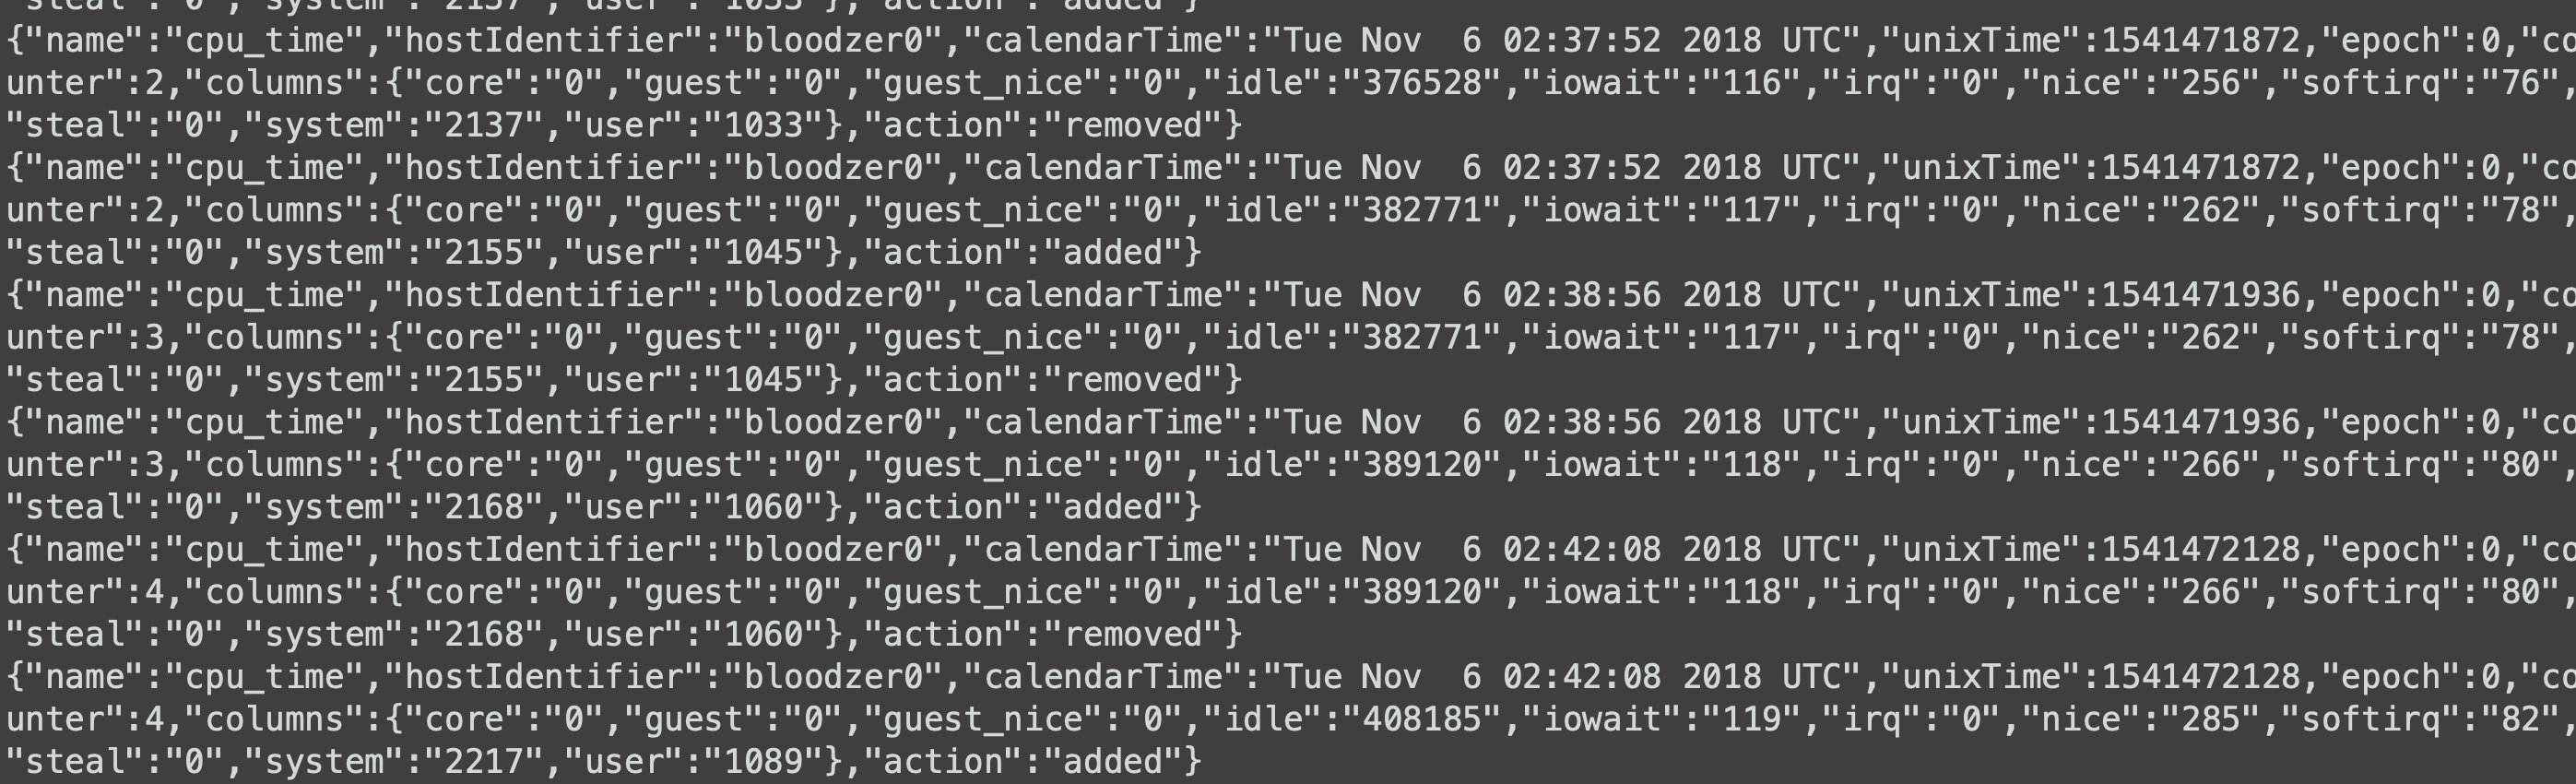 "steal":"0","system":"2137","user":"1033"},"action":"added"}
{"name":"cpu_time","hostIdentifier":"bloodzer0","calendarTime":"Tue Nov  6 02:37:52 2018 UTC","unixTime":1541471872,"epoch":0,"co
unter":2,"columns":{"core":"0","guest":"0","guest_nice":"0","idle":"376528","iowait":"116","irq":"0","nice":"256","softirq":"76",
"steal":"0","system":"2137","user":"1033"},"action":"removed"}
{"name":"cpu_time","hostIdentifier":"bloodzer0","calendarTime":"Tue Nov  6 02:37:52 2018 UTC","unixTime":1541471872,"epoch":0,"co
unter":2,"columns":{"core":"0","guest":"0","guest_nice":"0","idle":"382771","iowait":"117","irq":"0","nice":"262","softirq":"78",
"steal":"0","system":"2155","user":"1045"},"action":"added"}
{"name":"cpu_time","hostIdentifier":"bloodzer0","calendarTime":"Tue Nov  6 02:38:56 2018 UTC","unixTime":1541471936,"epoch":0,"co
unter":3,"columns":{"core":"0","guest":"0","guest_nice":"0","idle":"382771","iowait":"117","irq":"0","nice":"262","softirq":"78",
"steal":"0","system":"2155","user":"1045"},"action":"removed"}
{"name":"cpu_time","hostIdentifier":"bloodzer0","calendarTime":"Tue Nov  6 02:38:56 2018 UTC","unixTime":1541471936,"epoch":0,"co
unter":3,"columns":{"core":"0","guest":"0","guest_nice":"0","idle":"389120","iowait":"118","irq":"0","nice":"266","softirq":"80",
"steal":"0","system":"2168","user":"1060"},"action":"added"}
{"name":"cpu_time","hostIdentifier":"bloodzer0","calendarTime":"Tue Nov  6 02:42:08 2018 UTC","unixTime":1541472128,"epoch":0,"co
unter":4,"columns":{"core":"0","guest":"0","guest_nice":"0","idle":"389120","iowait":"118","irq":"0","nice":"266","softirq":"80",
"steal":"0","system":"2168","user":"1060"},"action":"removed"}
{"name":"cpu_time","hostIdentifier":"bloodzer0","calendarTime":"Tue Nov  6 02:42:08 2018 UTC","unixTime":1541472128,"epoch":0,"co
unter":4,"columns":{"core":"0","guest":"0","guest_nice":"0","idle":"408185","iowait":"119","irq":"0","nice":"285","softirq":"82",
"steal":"0","system":"2217","user":"1089"},"action":"added"}